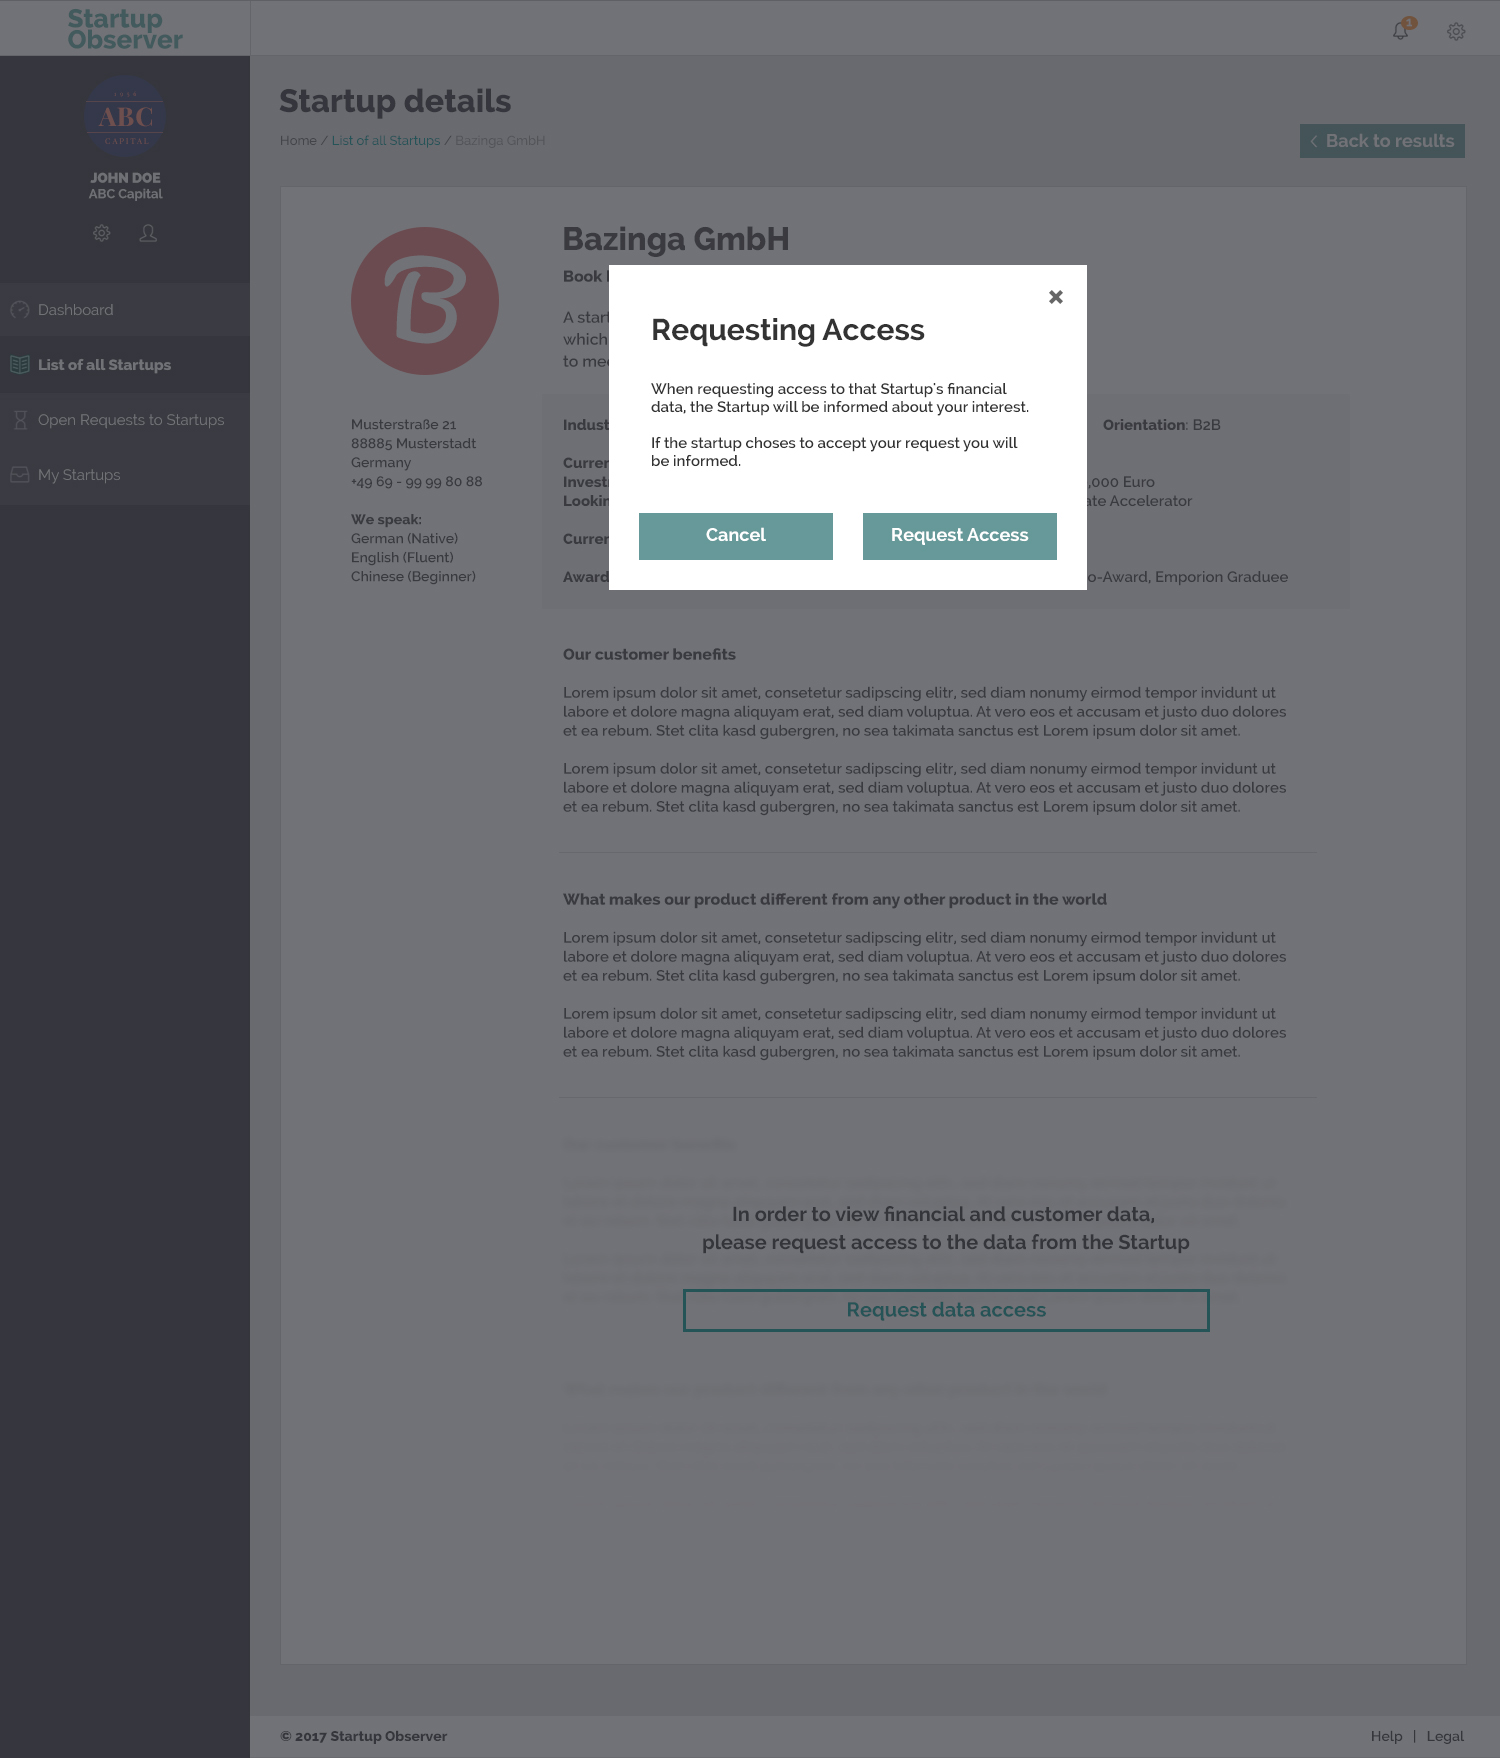 Startup
Observer
1
ABC
CAPITAL
JOHN DOE
ABC Capital
Dashboard
List of all Startups
Open Requests to Startups
My Startups
Startup details
Home / List of all Startups / Bazinga GmbH
Back to results
B
Musterstraße 21
88885 Musterstadt
Germany
+49 69 - 99 99 80 88
We speak:
German (Native)
English (Fluent)
Chinese (Beginner)
Bazinga GmbH
Book
A star
which
to me
Indust
Orientation: B2B
Curren
Invest
,000 Euro
Lookin
ate Accelerator
Curren
Award
o-Award, Emporion Graduee
Requesting Access
When requesting access to that Startup's financial
data, the Startup will be informed about your interest.
If the startup choses to accept your request you will
be informed.
Cancel
Request Access
Our customer benefits
Lorem ipsum dolor sit amet, consetetur sadipscing elitr, sed diam nonumy eirmod tempor invidunt ut
labore et dolore magna aliquyam erat, sed diam voluptua. At vero eos et accusam et justo duo dolores
et ea rebum. Stet clita kasd gubergren, no sea takimata sanctus est Lorem ipsum dolor sit amet.
Lorem ipsum dolor sit amet, consetetur sadipscing elitr, sed diam nonumy eirmod tempor invidunt ut
labore et dolore magna aliquyam erat, sed diam voluptua. At vero eos et accusam et justo duo dolores
et ea rebum. Stet clita kasd gubergren, no sea takimata sanctus est Lorem ipsum dolor sit amet.
What makes our product different from any other product in the world
Lorem ipsum dolor sit amet, consetetur sadipscing elitr, sed diam nonumy eirmod tempor invidunt ut
labore et dolore magna aliquyam erat, sed diam voluptua. At vero eos et accusam et justo duo dolores
et ea rebum. Stet clita kasd gubergren, no sea takimata sanctus est Lorem ipsum dolor sit amet.
Lorem ipsum dolor sit amet, consetetur sadipscing elitr, sed diam nonumy eirmod tempor invidunt ut
labore et dolore magna aliquyam erat, sed diam voluptua. At vero eos et accusam et justo duo dolores
et ea rebum. Stet clita kasd gubergren, no sea takimata sanctus est Lorem ipsum dolor sit amet.
In order to view financial and customer data,
please request access to the data from the Startup
Request data access
© 2017 Startup Observer
Help | Legal